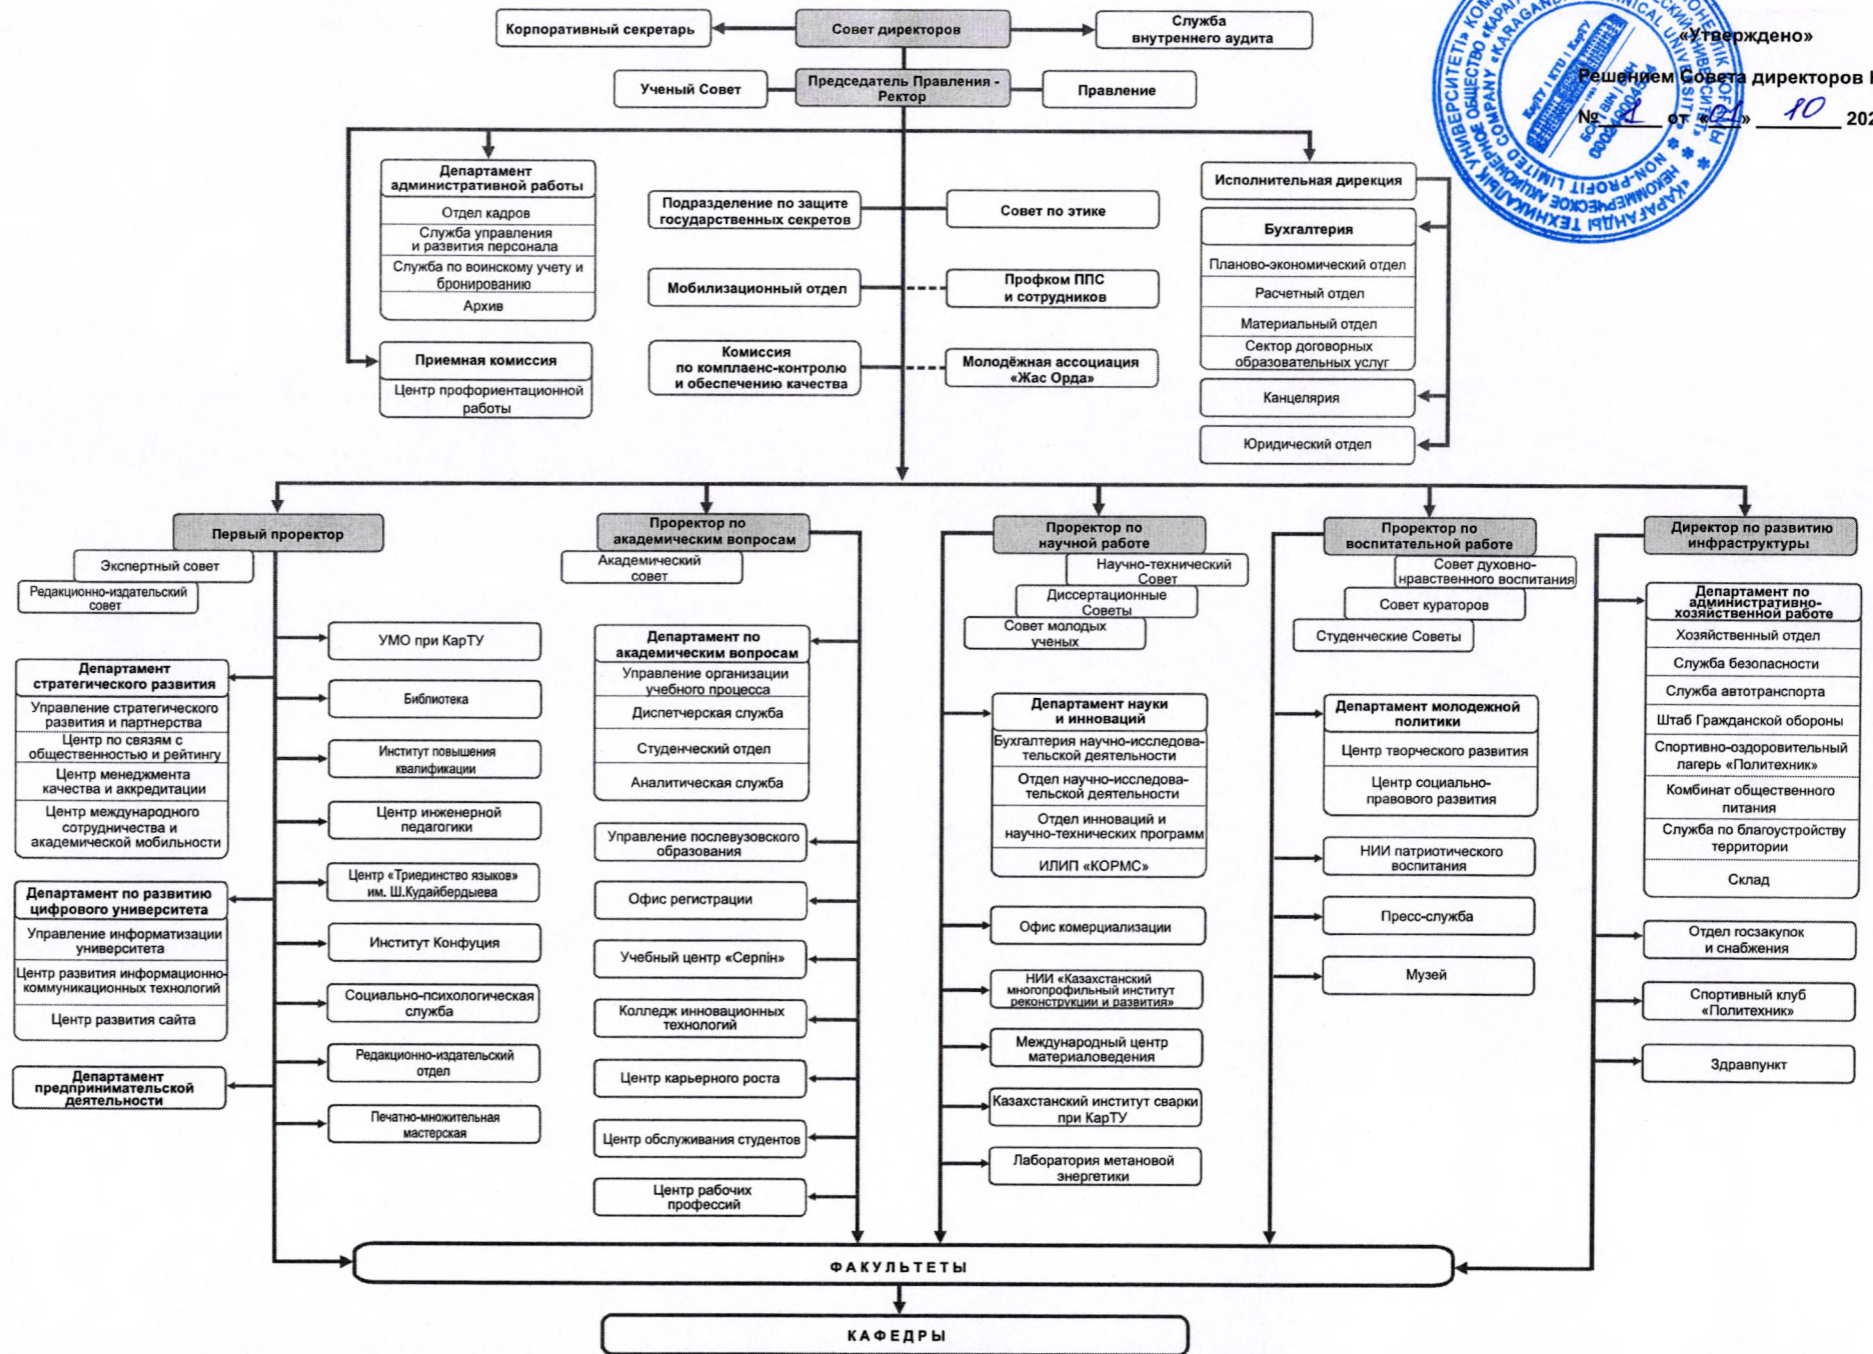 Корпоративный секретарь
Совет директоров
Служба
внутреннего аудита
«Утверждено»
Решением Совета директоров
№ 1 от « » 10 202
Ученый Совет
Председатель Правления -
Ректор
Правление
Департамент
административной работы
Отдел кадров
Служба управления
и развития персонала
Служба по воинскому учету и
бронированию
Архив
Приемная комиссия
Центр профориентационной
работы
Подразделение по защите
государственных секретов
Совет по этике
Мобилизационный отдел
Профком ППС
и сотрудников
Комиссия
по комплаенс-контролю
и обеспечению качества
Молодёжная ассоциация
«Жас Орда»
Исполнительная дирекция
Бухгалтерия
Планово-экономический отдел
Расчетный отдел
Материальный отдел
Сектор договорных
образовательных услуг
Канцелярия
Юридический отдел
Первый проректор
Экспертный совет
Редакционно-издательский
совет
УМО при КарТУ
Библиотека
Институт повышения
квалификации
Центр инженерной
педагогики
Центр «Триединство языков»
им. Ш.Кудайбердыева
Институт Конфуция
Социально-психологическая
служба
Редакционно-издательский
отдел
Печатно-множительная
мастерская
Департамент
стратегического развития
Управление стратегического
развития и партнерства
Центр по связям с
общественностью и рейтингу
Центр менеджмента
качества и аккредитации
Центр международного
сотрудничества и
академической мобильности
Департамент по развитию
цифрового университета
Управление информатизации
университета
Центр развития информационно-
коммуникационных технологий
Центр развития сайта
Департамент
предпринимательской
деятельности
Проректор по
академическим вопросам
Академический
совет
Департамент по
академическим вопросам
Управление организации
учебного процесса
Диспетчерская служба
Студенческий отдел
Аналитическая служба
Управление послевузовского
образования
Офис регистрации
Учебный центр «Серпін»
Колледж инновационных
технологий
Центр карьерного роста
Центр обслуживания студентов
Центр рабочих
профессий
Проректор по
научной работе
Научно-технический
Совет
Диссертационные
Советы
Совет молодых
ученых
Департамент науки
и инноваций
Бухгалтерия научно-исследова-
тельской деятельности
Отдел научно-исследова-
тельской деятельности
Отдел инноваций и
научно-технических программ
ИЛИП «КОРМС»
Офис комерциализации
НИИ «Казахстанский
многопрофильный институт
реконструкции и развития»
Международный центр
материаловедения
Казахстанский институт сварки
при КарТУ
Лаборатория метановой
энергетики
Проректор по
воспитательной работе
Совет духовно-
нравственного воспитания
Совет кураторов
Студенческие Советы
Департамент молодежной
политики
Центр творческого развития
Центр социально-
правового развития
НИИ патриотического
воспитания
Пресс-служба
Музей
Директор по развитию
инфраструктуры
Департамент по
административно-
хозяйственной работе
Хозяйственный отдел
Служба безопасности
Служба автотранспорта
Штаб Гражданской обороны
Спортивно-оздоровительный
лагерь «Политехник»
Комбинат общественного
питания
Служба по благоустройству
территории
Склад
Отдел госзакупок
и снабжения
Спортивный клуб
«Политехник»
Здравпункт
ФАКУЛЬТЕТЫ
КАФЕДРЫ